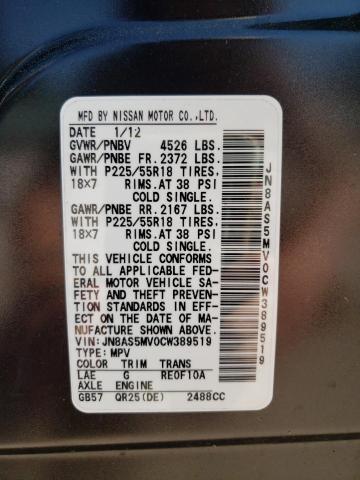 MFD BY NISSAN MOTOR CO.,LTD.
DATE 1/12
GVWR/PNBV 4526 LBS.
GAWR/PNBE FR. 2372 LBS.
WITH P225/55R18 TIRES,
18X7 RIMS. AT 38 PSI
COLD SINGLE.
GAWR/PNBE RR. 2167 LBS.
WITH P225/55R18 TIRES,
18X7 RIMS. AT 38 PSI
COLD SINGLE.
THIS VEHICLE CONFORMS
TO ALL APPLICABLE FED-
ERAL MOTOR VEHICLE SA-
FETY AND THEFT PREVEN-
TION STANDARDS IN EFF-
ECT ON THE DATE OF MA-
NUFACTURE SHOWN ABOVE.
VIN: JN8AS5MV0CW389519
TYPE: MPV
COLOR TRIM TRANS
LAE G RE0F10A
AXLE ENGINE
GB57 QR25(DE) 2488CC
JN8AS5MV0CW389519